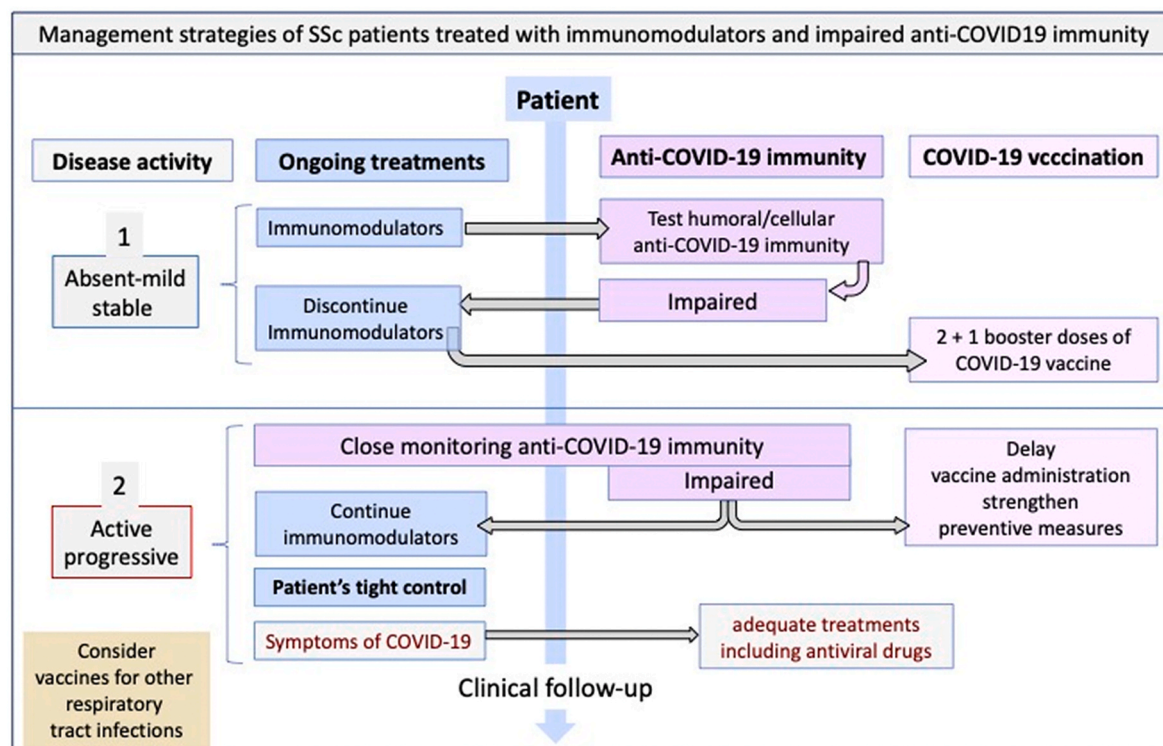 Management strategies of SSc patients treated with immunomodulators and impaired anti-COVID19 immunity
Patient
Disease activity
Ongoing treatments
Anti-COVID-19 immunity
COVID-19 vcccination
1
Absent-mild
stable
Immunomodulators
Test humoral/cellular
anti-COVID-19 immunity
Impaired
Discontinue
Immunomodulators
2 + 1 booster doses of
COVID-19 vaccine
2
Active
progressive
Close monitoring anti-COVID-19 immunity
Impaired
Delay
vaccine administration
strengthen
preventive measures
Continue
immunomodulators
Patient's tight control
Symptoms of COVID-19
adequate treatments
including antiviral drugs
Consider
vaccines for other
respiratory
tract infections
Clinical follow-up